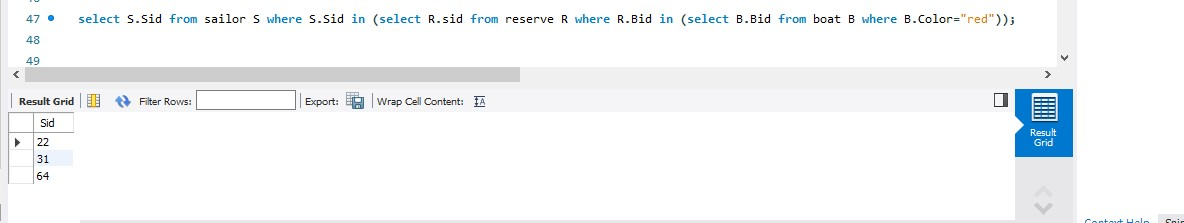 47 select S.Sid from sailor S where S.Sid in (select R.sid from reserve R where R.Bid in (select B.Bid from boat B where B.Color="red"));
48
49
Result Grid Filter Rows: Export: Wrap Cell Content:
Sid
22
31
64
Result
Grid